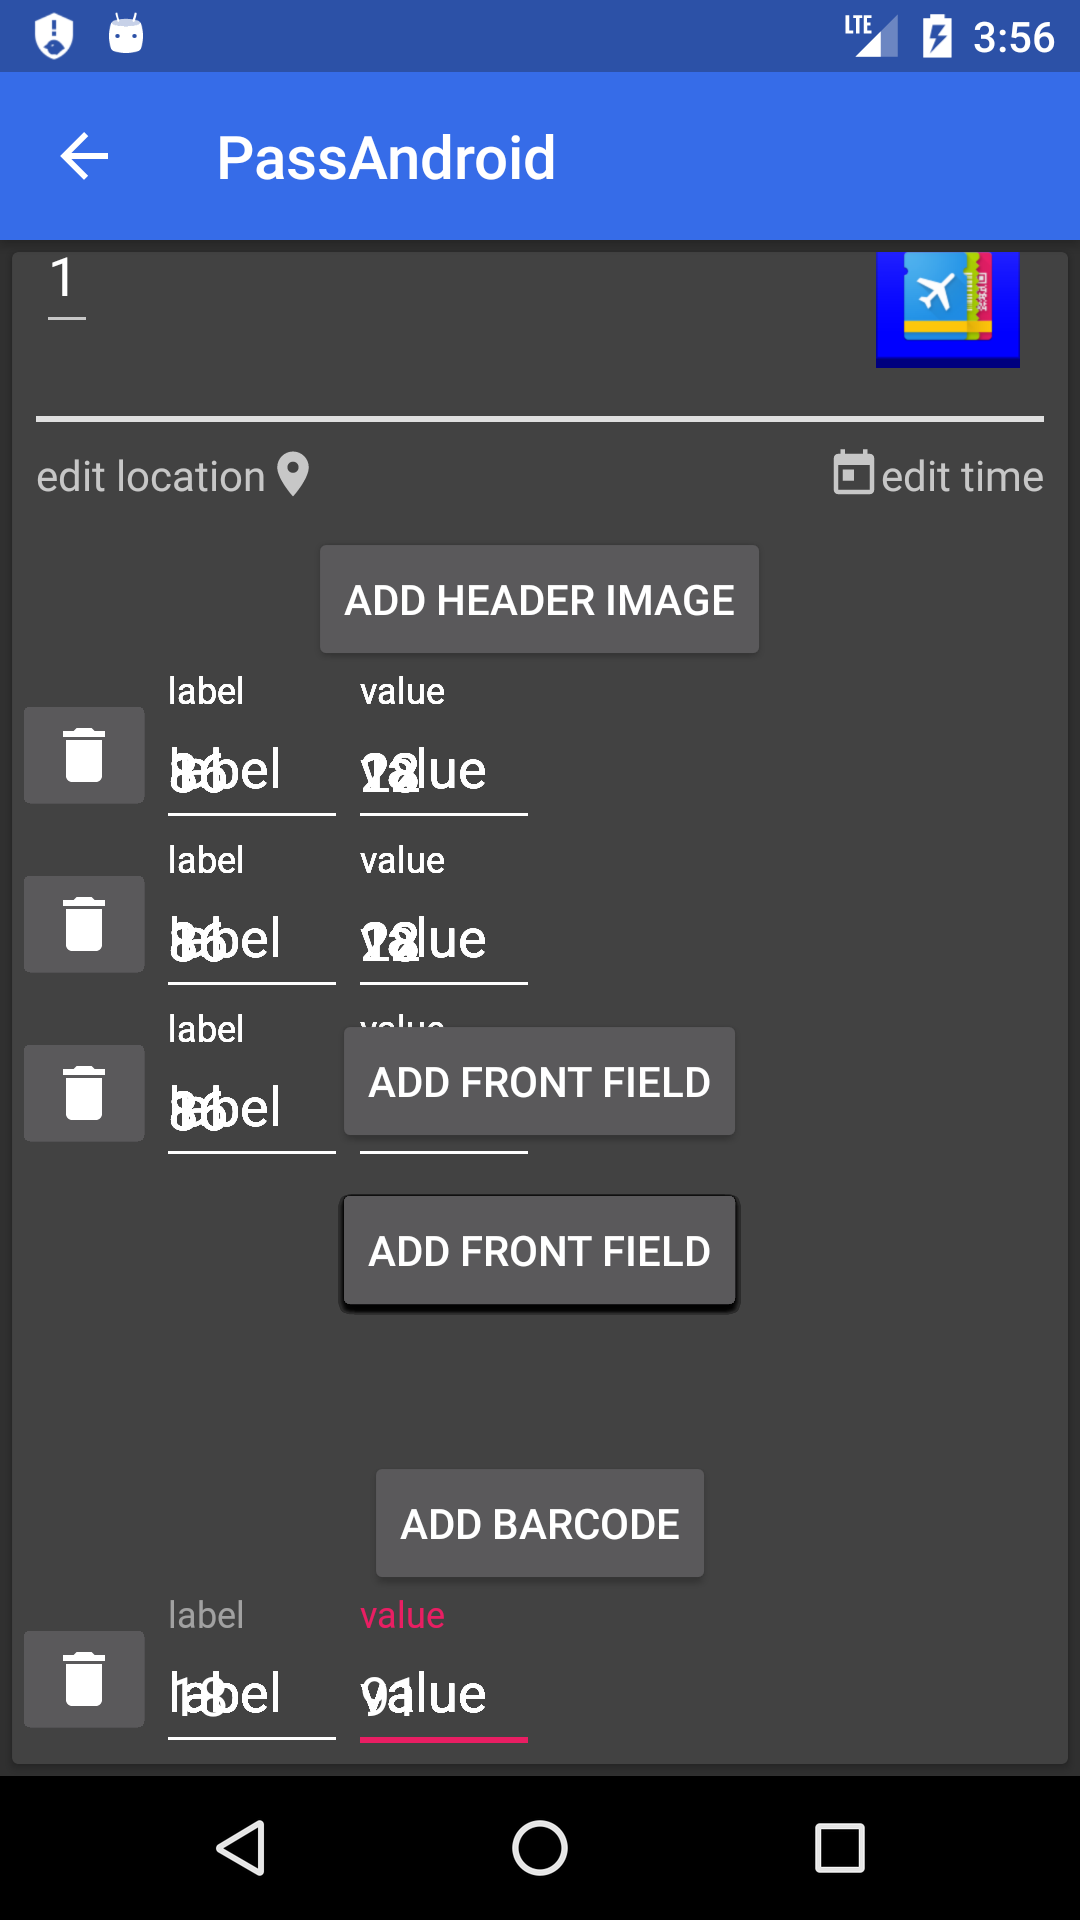 LTE 3:56
PassAndroid
1
edit location edit time
ADD HEADER IMAGE
label value
label value
label value
label value
label value
label
ADD FRONT FIELD
ADD FRONT FIELD
ADD BARCODE
label value
label value